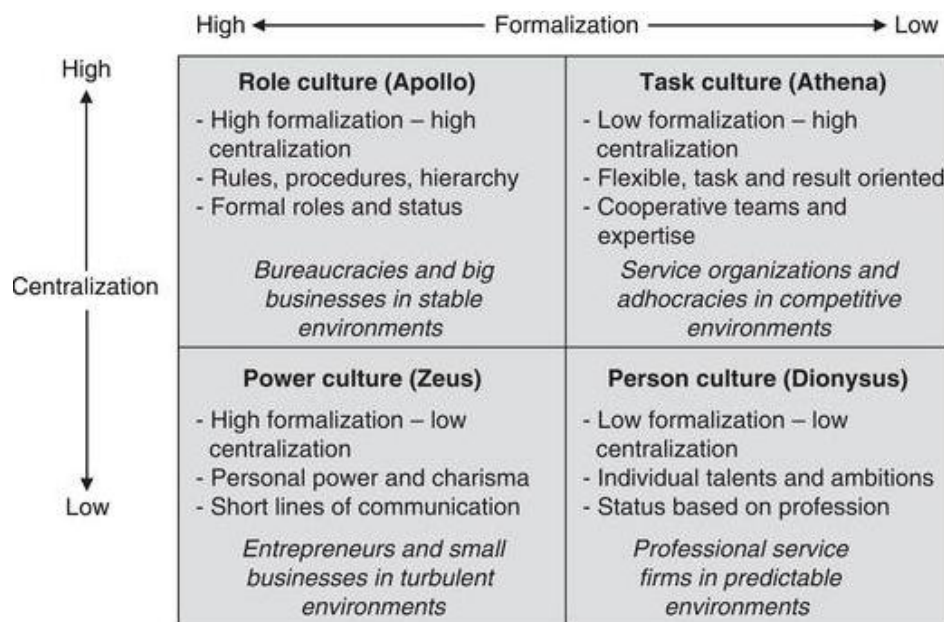 High Formalization Low
High
Centralization
Low
Role culture (Apollo)
- High formalization – high
centralization
- Rules, procedures, hierarchy
- Formal roles and status
Bureaucracies and big
businesses in stable
environments
Task culture (Athena)
- Low formalization – high
centralization
- Flexible, task and result oriented
- Cooperative teams and
expertise
Service organizations and
adhocracies in competitive
environments
Power culture (Zeus)
- High formalization – low
centralization
- Personal power and charisma
- Short lines of communication
Entrepreneurs and small
businesses in turbulent
environments
Person culture (Dionysus)
- Low formalization – low
centralization
- Individual talents and ambitions
- Status based on profession
Professional service
firms in predictable
environments